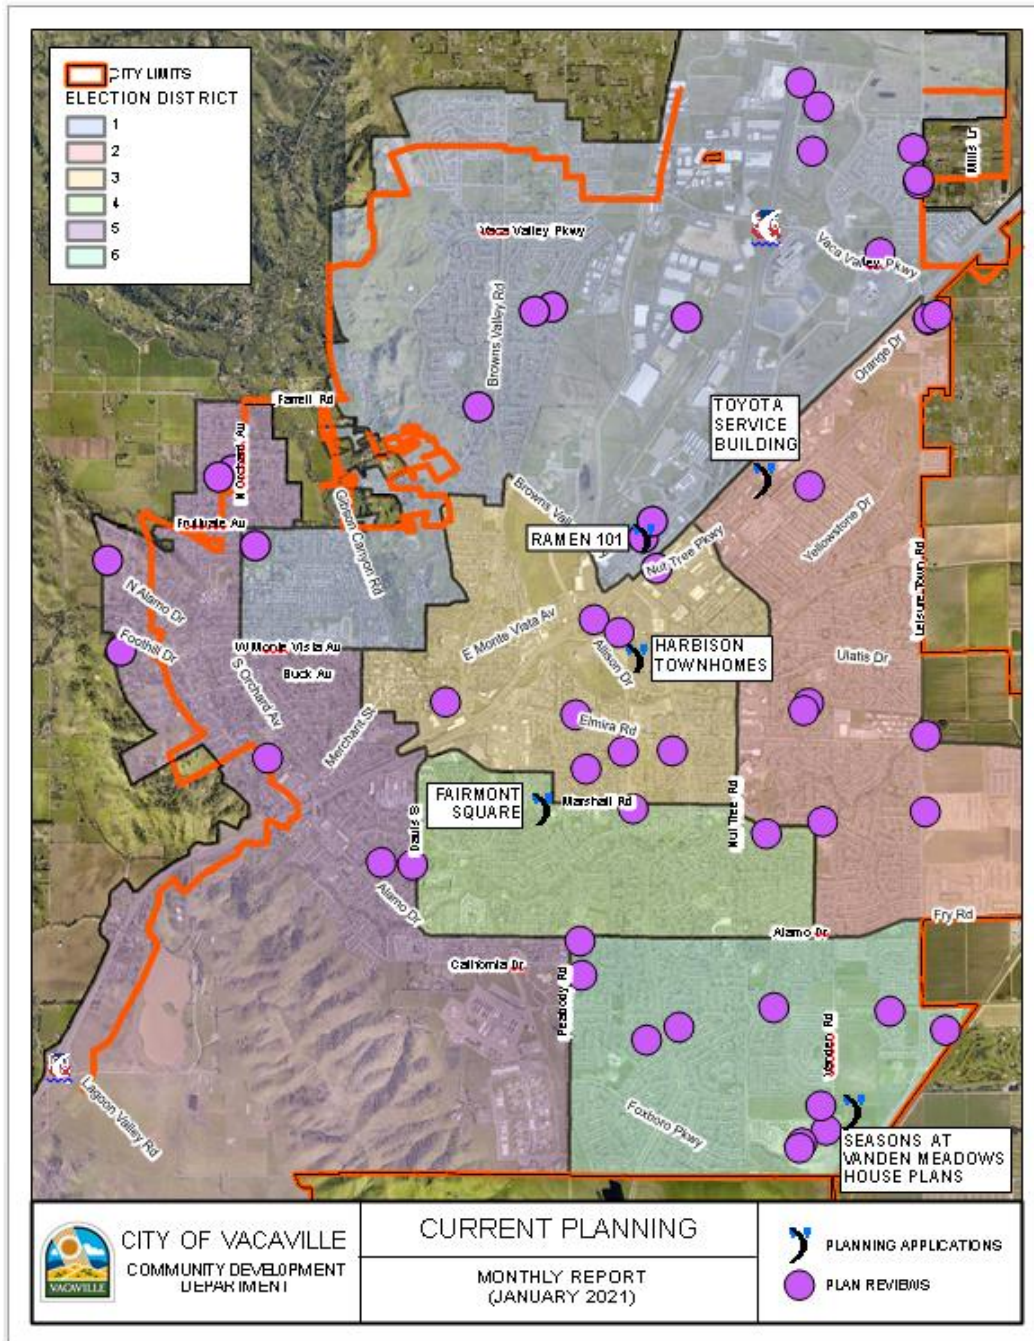 CITY LIMITS
ELECTION DISTRICT
1
2
3
4
5
6
Mills Ln
Vaca Valley Pkwy
Vaca Valley Pkwy
Browns Valley Rd
Orange Dr
Farrell Rd
TOYOTA
SERVICE
BUILDING
N Orchard Av
Gibson Canyon Rd
Browns Valley
Fruitvale Av
RAMEN 101
Nut Tree Pkwy
Yellowstone Dr
Leisure Town Rd
N Alamo Dr
Foothill Dr
W Monte Vista Av
E Monte Vista Av
Buck Av
S Orchard Av
Allison Dr
HARBISON
TOWNHOMES
Ulatis Dr
Merchant St
Elmira Rd
FAIRMONT
SQUARE
Marshall Rd
Nut Tree Rd
Davis S
Alamo Dr
Fry Rd
Alamo Dr
California Dr
Peabody Rd
Vanden Rd
Foxboro Pkwy
Lagoon Valley Rd
SEASONS AT
VANDEN MEADOWS
HOUSE PLANS
VACAVILLE
CITY OF VACAVILLE
COMMUNITY DEVELOPMENT
DEPARTMENT
CURRENT PLANNING
MONTHLY REPORT
(JANUARY 2021)
PLANNING APPLICATIONS
PLAN REVIEWS